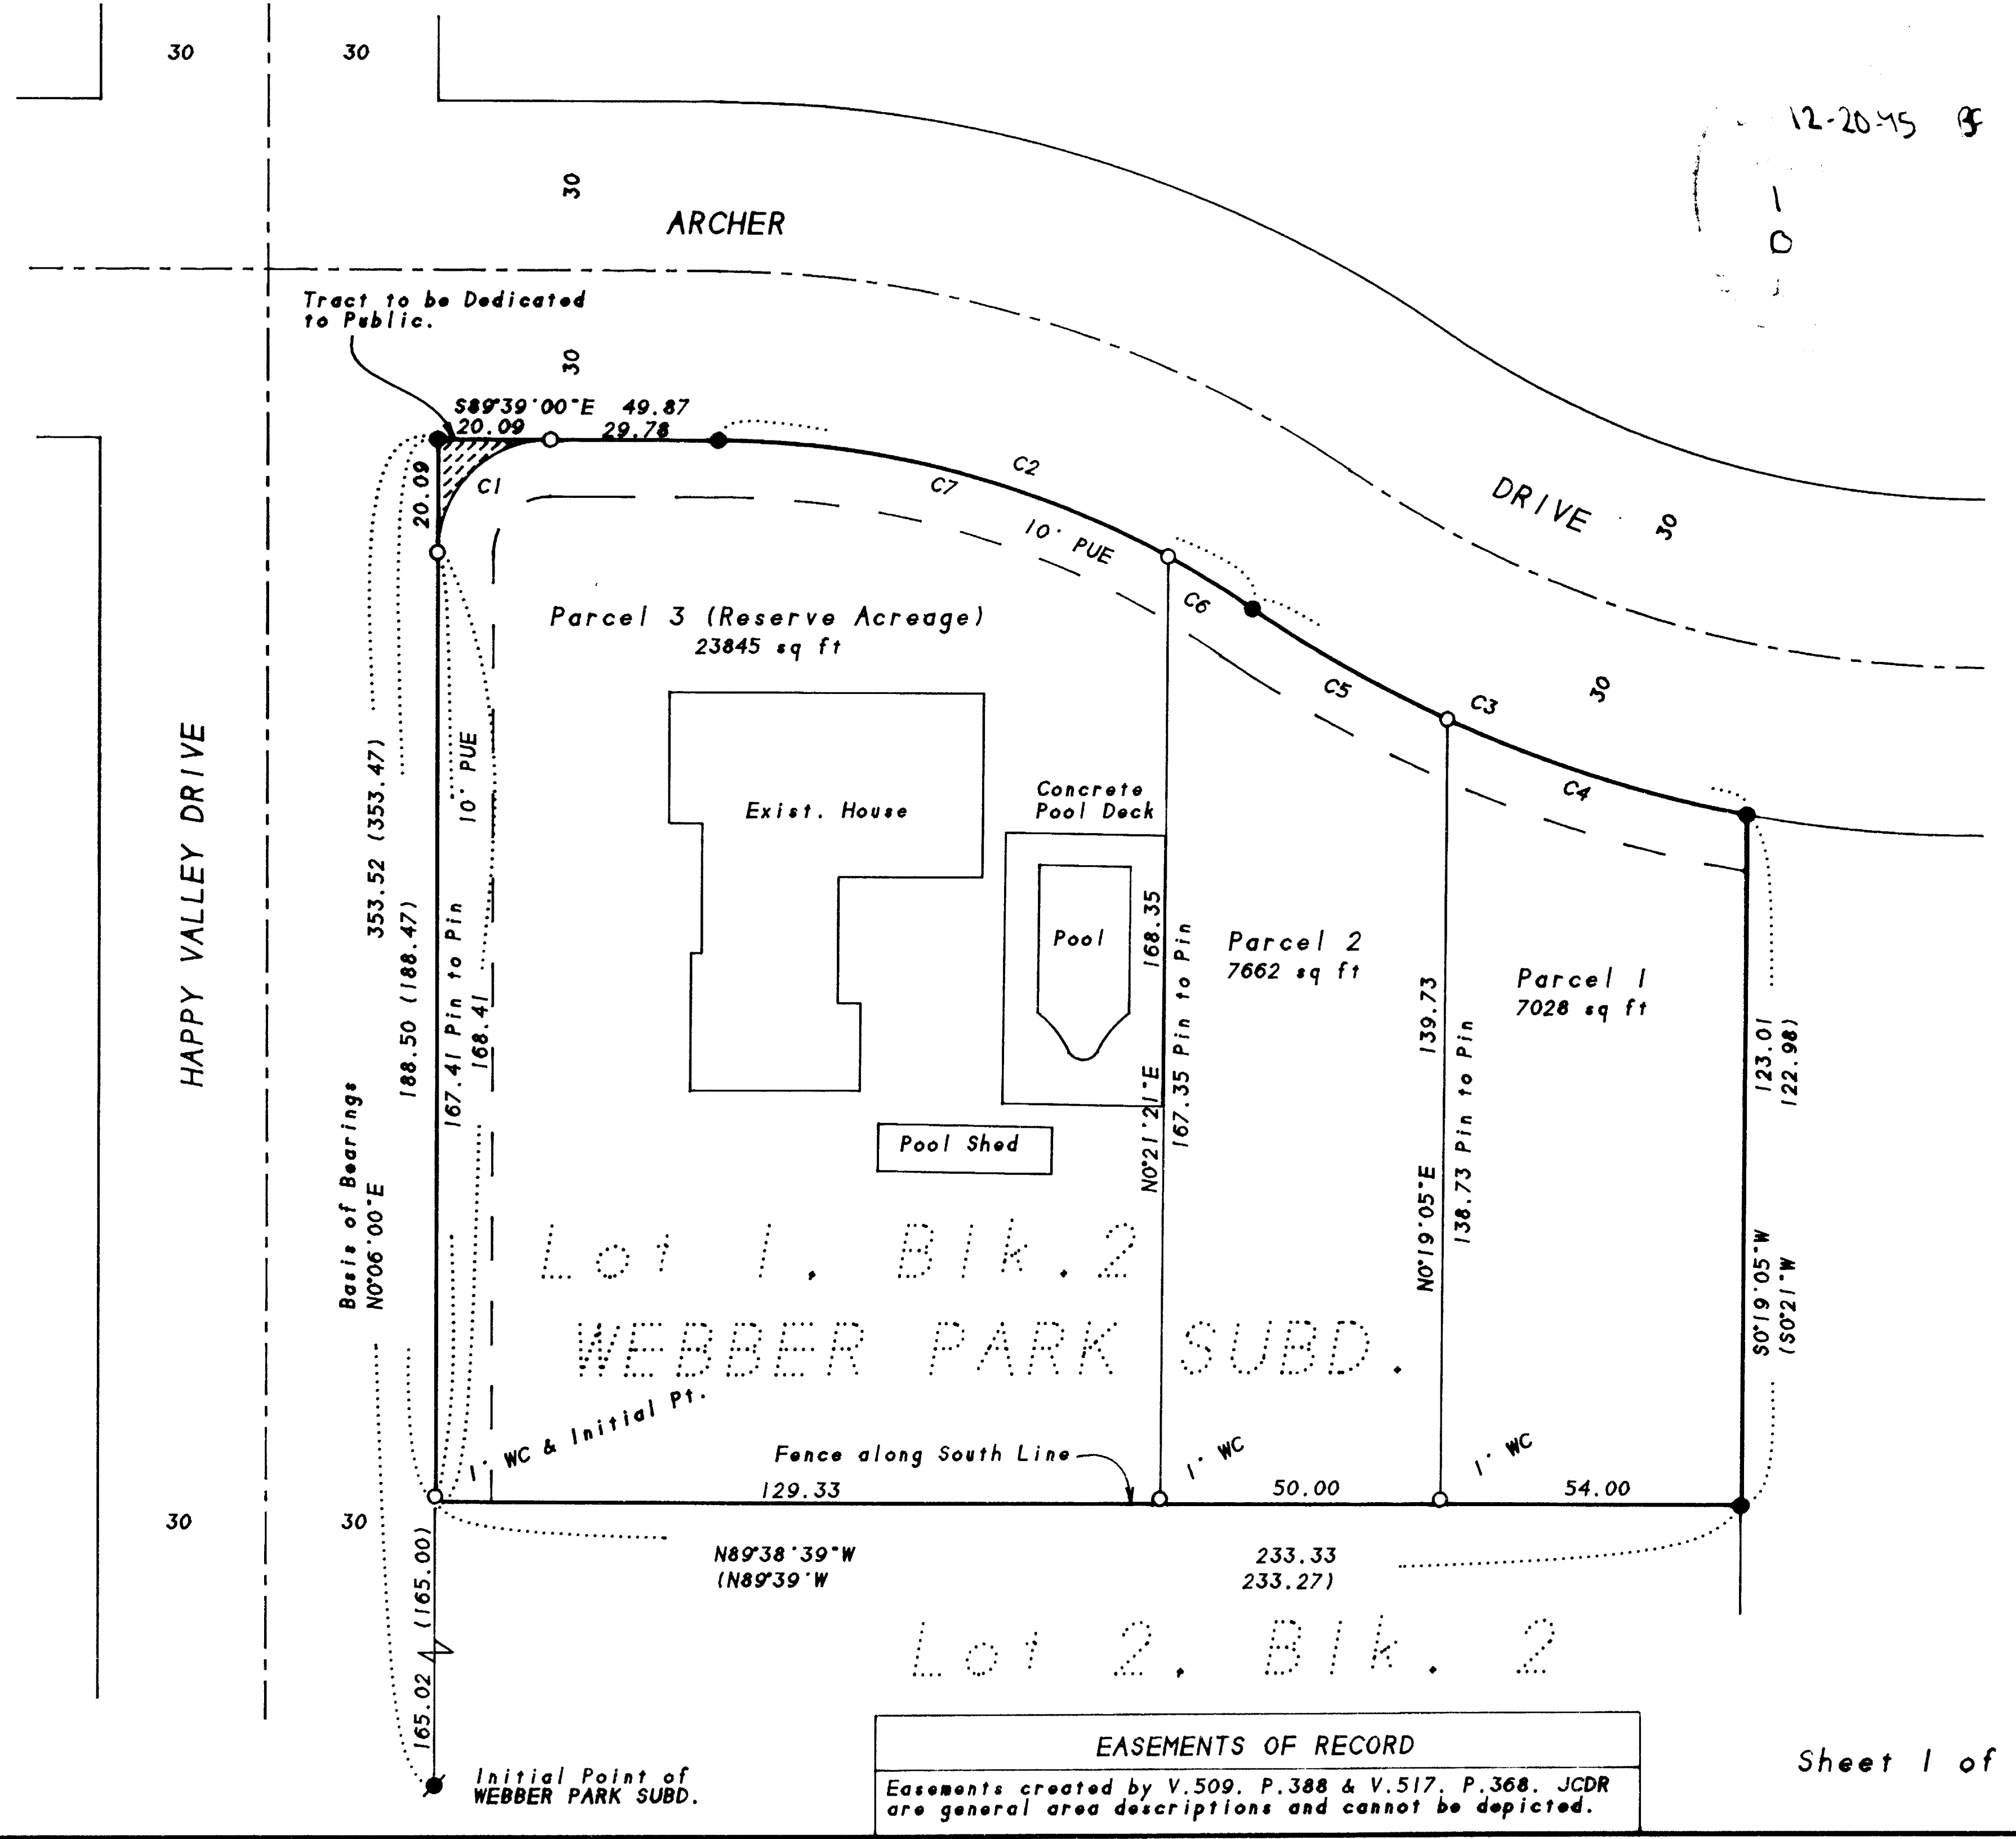 30
30
12-20-95
30
ARCHER
Tract to be Dedicated
to Public.
30
S89°39'00"E 49.87
20.09
29.78
20.09
C1
C2
C7
10' PUE
DRIVE
30
C6
C5
C3
30
C4
Parcel 3 (Reserve Acreage)
23845 sq ft
HAPPY VALLEY DRIVE
353.52 (353.47)
188.50 (188.47)
167.41 Pin to Pin
168.41
10' PUE
Basis of Bearings
N0°06'00"E
Exist. House
Concrete
Pool Deck
Pool
Pool Shed
168.35
N0°21'21"E
167.35 Pin to Pin
Parcel 2
7662 sq ft
139.73
N0°19'05"E
138.73 Pin to Pin
Parcel 1
7028 sq ft
123.01
122.98)
S0°19'05"W
(S0°21'W
Lot 1, Blk.2
WEBBER PARK SUBD.
1' WC & Initial Pt.
Fence along South Line
1' WC
1' WC
129.33
50.00
54.00
30
30
N89°38'39"W
233.33
(N89°39'W
233.27)
165.02 (165.00)
Lot 2, Blk. 2
Initial Point of
WEBBER PARK SUBD.
EASEMENTS OF RECORD
Easements created by V.509, P.388 & V.517, P.368, JCDR
are general area descriptions and cannot be depicted.
Sheet 1 of